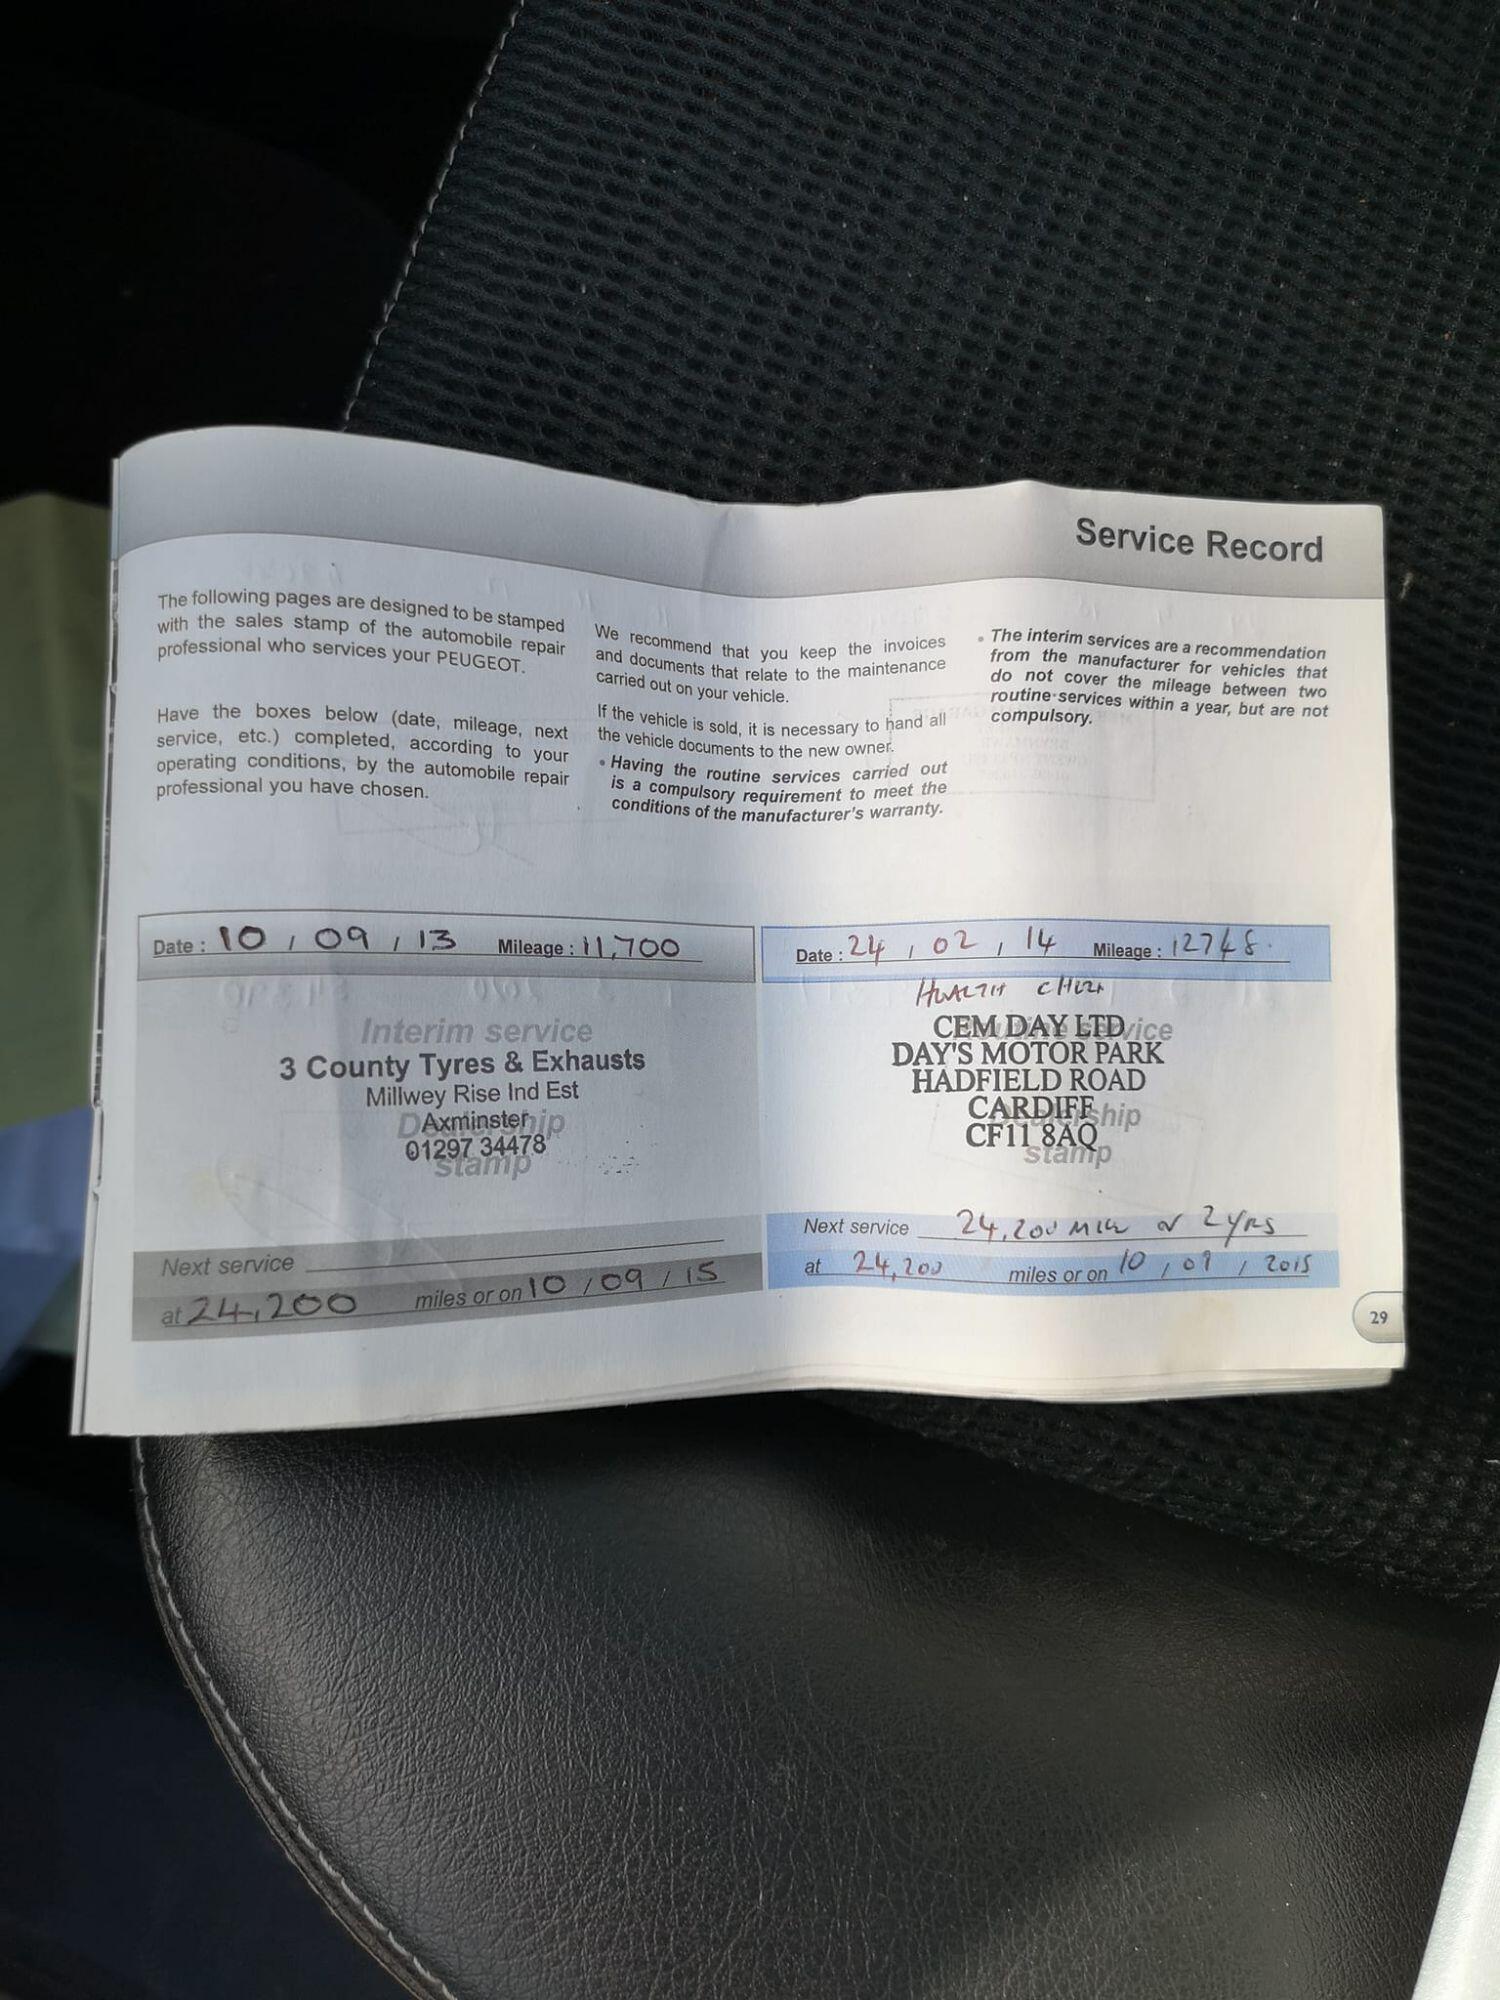 Service Record
The following pages are designed to be stamped
with the sales stamp of the automobile repair
professional who services your PEUGEOT.
Have the boxes below (date, mileage, next
service, etc.) completed, according to your
operating conditions, by the automobile repair
professional you have chosen.
We recommend that you keep the invoices
and documents that relate to the maintenance
carried out on your vehicle.
If the vehicle is sold, it is necessary to hand all
the vehicle documents to the new owner.
• Having the routine services carried out
is a compulsory requirement to meet the
conditions of the manufacturer's warranty.
• The interim services are a recommendation
from the manufacturer for vehicles that
do not cover the mileage between two
routine services within a year, but are not
compulsory.
Date : 10 / 09 / 13 Mileage : 11,700
Interim service
3 County Tyres & Exhausts
Millwey Rise Ind Est
Axminster
Dealership
01297 34478
stamp
Next service
at 24,200 miles or on 10 / 09 / 15
Date : 24 / 02 / 14 Mileage : 12748
HEALTH CHECK
CEM DAY LTD
Routine service
DAY'S MOTOR PARK
HADFIELD ROAD
CARDIFF
Dealership
CF11 8AQ
stamp
Next service 24,200 MILE or 2 YRS
at 24,200 miles or on 10 / 09 / 2015
29